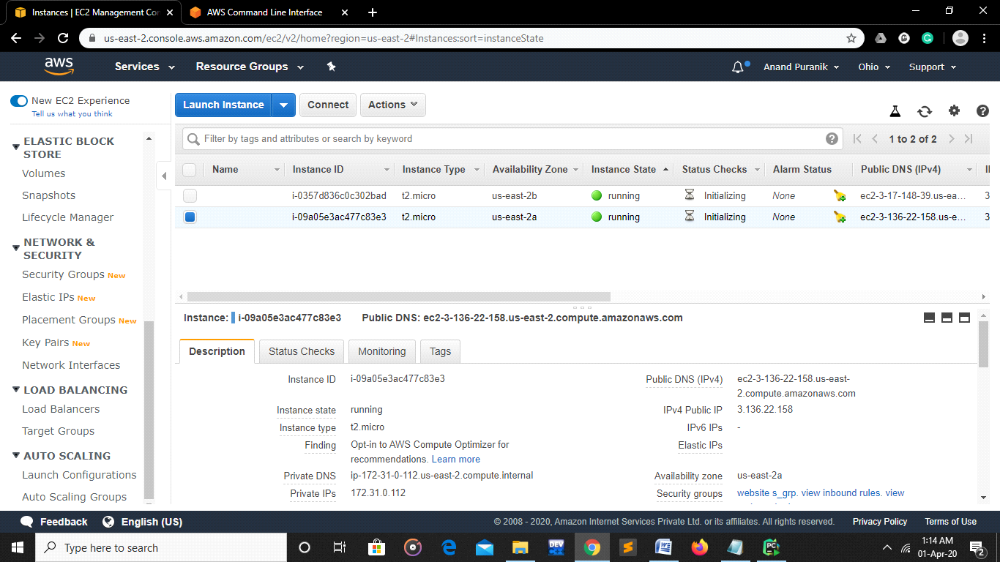 Instances | EC2 Management Con
AWS Command Line Interface
us-east-2.console.aws.amazon.com/ec2/v2/home?region=us-east-2#Instances:sort=instanceState
aws Services Resource Groups Anand Puranik Ohio Support
New EC2 Experience
Tell us what you think
ELASTIC BLOCK
STORE
Volumes
Snapshots
Lifecycle Manager
NETWORK &
SECURITY
Security Groups New
Elastic IPs New
Placement Groups New
Key Pairs New
Network Interfaces
LOAD BALANCING
Load Balancers
Target Groups
AUTO SCALING
Launch Configurations
Auto Scaling Groups
Launch Instance Connect Actions
Filter by tags and attributes or search by keyword
1 to 2 of 2
Name Instance ID Instance Type Availability Zone Instance State Status Checks Alarm Status Public DNS (IPv4)
i-0357d836c0c302bad t2.micro us-east-2b running Initializing None ec2-3-17-148-39.us-ea... 3
i-09a05e3ac477c83e3 t2.micro us-east-2a running Initializing None ec2-3-136-22-158.us-e... 3
Instance: i-09a05e3ac477c83e3 Public DNS: ec2-3-136-22-158.us-east-2.compute.amazonaws.com
Description Status Checks Monitoring Tags
Instance ID i-09a05e3ac477c83e3
Instance state running
Instance type t2.micro
Finding Opt-in to AWS Compute Optimizer for
recommendations. Learn more
Private DNS ip-172-31-0-112.us-east-2.compute.internal
Private IPs 172.31.0.112
Public DNS (IPv4) ec2-3-136-22-158.us-east-
2.compute.amazonaws.com
IPv4 Public IP 3.136.22.158
IPv6 IPs -
Elastic IPs
Availability zone us-east-2a
Security groups website s_grp. view inbound rules. view
Feedback English (US)
© 2008 - 2020, Amazon Internet Services Private Ltd. or its affiliates. All rights reserved. Privacy Policy Terms of Use
Type here to search
DEV
PC
1:14 AM
01-Apr-20
2